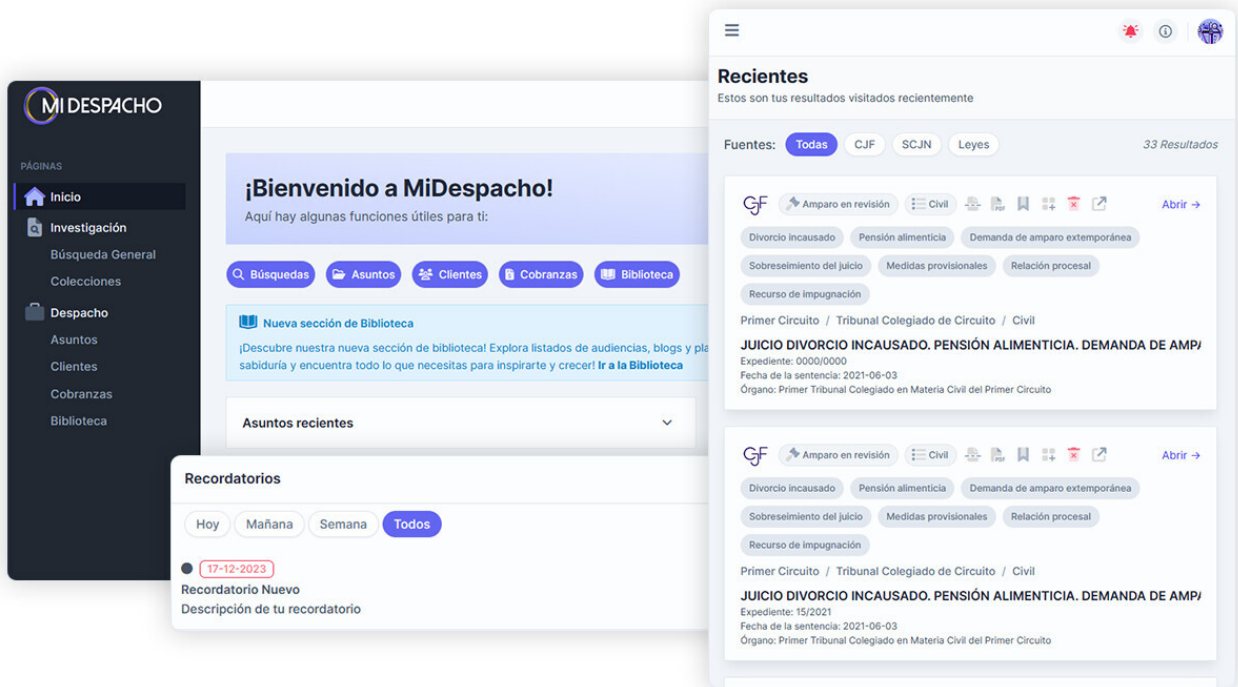 MI DESPACHO
PÁGINAS
Inicio
Investigación
Búsqueda General
Colecciones
Despacho
Asuntos
Clientes
Cobranzas
Biblioteca
¡Bienvenido a MiDespacho!
Aquí hay algunas funciones útiles para ti:
Búsquedas Asuntos Clientes Cobranzas Biblioteca
Nueva sección de Biblioteca
¡Descubre nuestra nueva sección de biblioteca! Explora listados de audiencias, blogs y pla
sabiduría y encuentra todo lo que necesitas para inspirarte y crecer! Ir a la Biblioteca
Asuntos recientes
Recordatorios
Hoy Mañana Semana Todos
17-12-2023
Recordatorio Nuevo
Descripción de tu recordatorio
Recientes
Estos son tus resultados visitados recientemente
Fuentes: Todas CJF SCJN Leyes 33 Resultados
CJF Amparo en revisión Civil PDF Abrir →
Divorcio incausado Pensión alimenticia Demanda de amparo extemporánea
Sobreseimiento del juicio Medidas provisionales Relación procesal
Recurso de impugnación
Primer Circuito / Tribunal Colegiado de Circuito / Civil
JUICIO DIVORCIO INCAUSADO. PENSIÓN ALIMENTICIA. DEMANDA DE AMPA
Expediente: 0000/0000
Fecha de la sentencia: 2021-06-03
Órgano: Primer Tribunal Colegiado en Materia Civil del Primer Circuito
CJF Amparo en revisión Civil PDF Abrir →
Divorcio incausado Pensión alimenticia Demanda de amparo extemporánea
Sobreseimiento del juicio Medidas provisionales Relación procesal
Recurso de impugnación
Primer Circuito / Tribunal Colegiado de Circuito / Civil
JUICIO DIVORCIO INCAUSADO. PENSIÓN ALIMENTICIA. DEMANDA DE AMPA
Expediente: 15/2021
Fecha de la sentencia: 2021-06-03
Órgano: Primer Tribunal Colegiado en Materia Civil del Primer Circuito